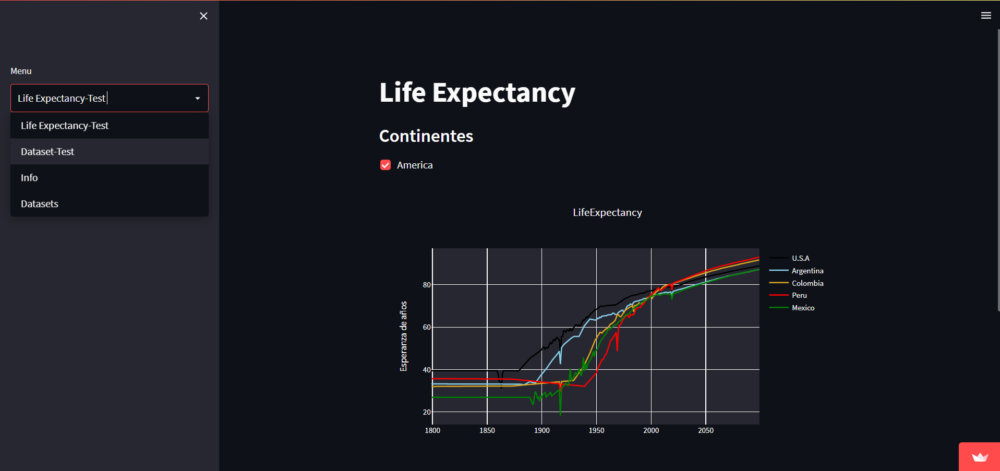 Menu
Life Expectancy-Test
Life Expectancy-Test
Dataset-Test
Info
Datasets
Life Expectancy
Continentes
America
LifeExpectancy
Esperanza de años
80
60
40
20
1800 1850 1900 1950 2000 2050
U.S.A
Argentina
Colombia
Peru
Mexico